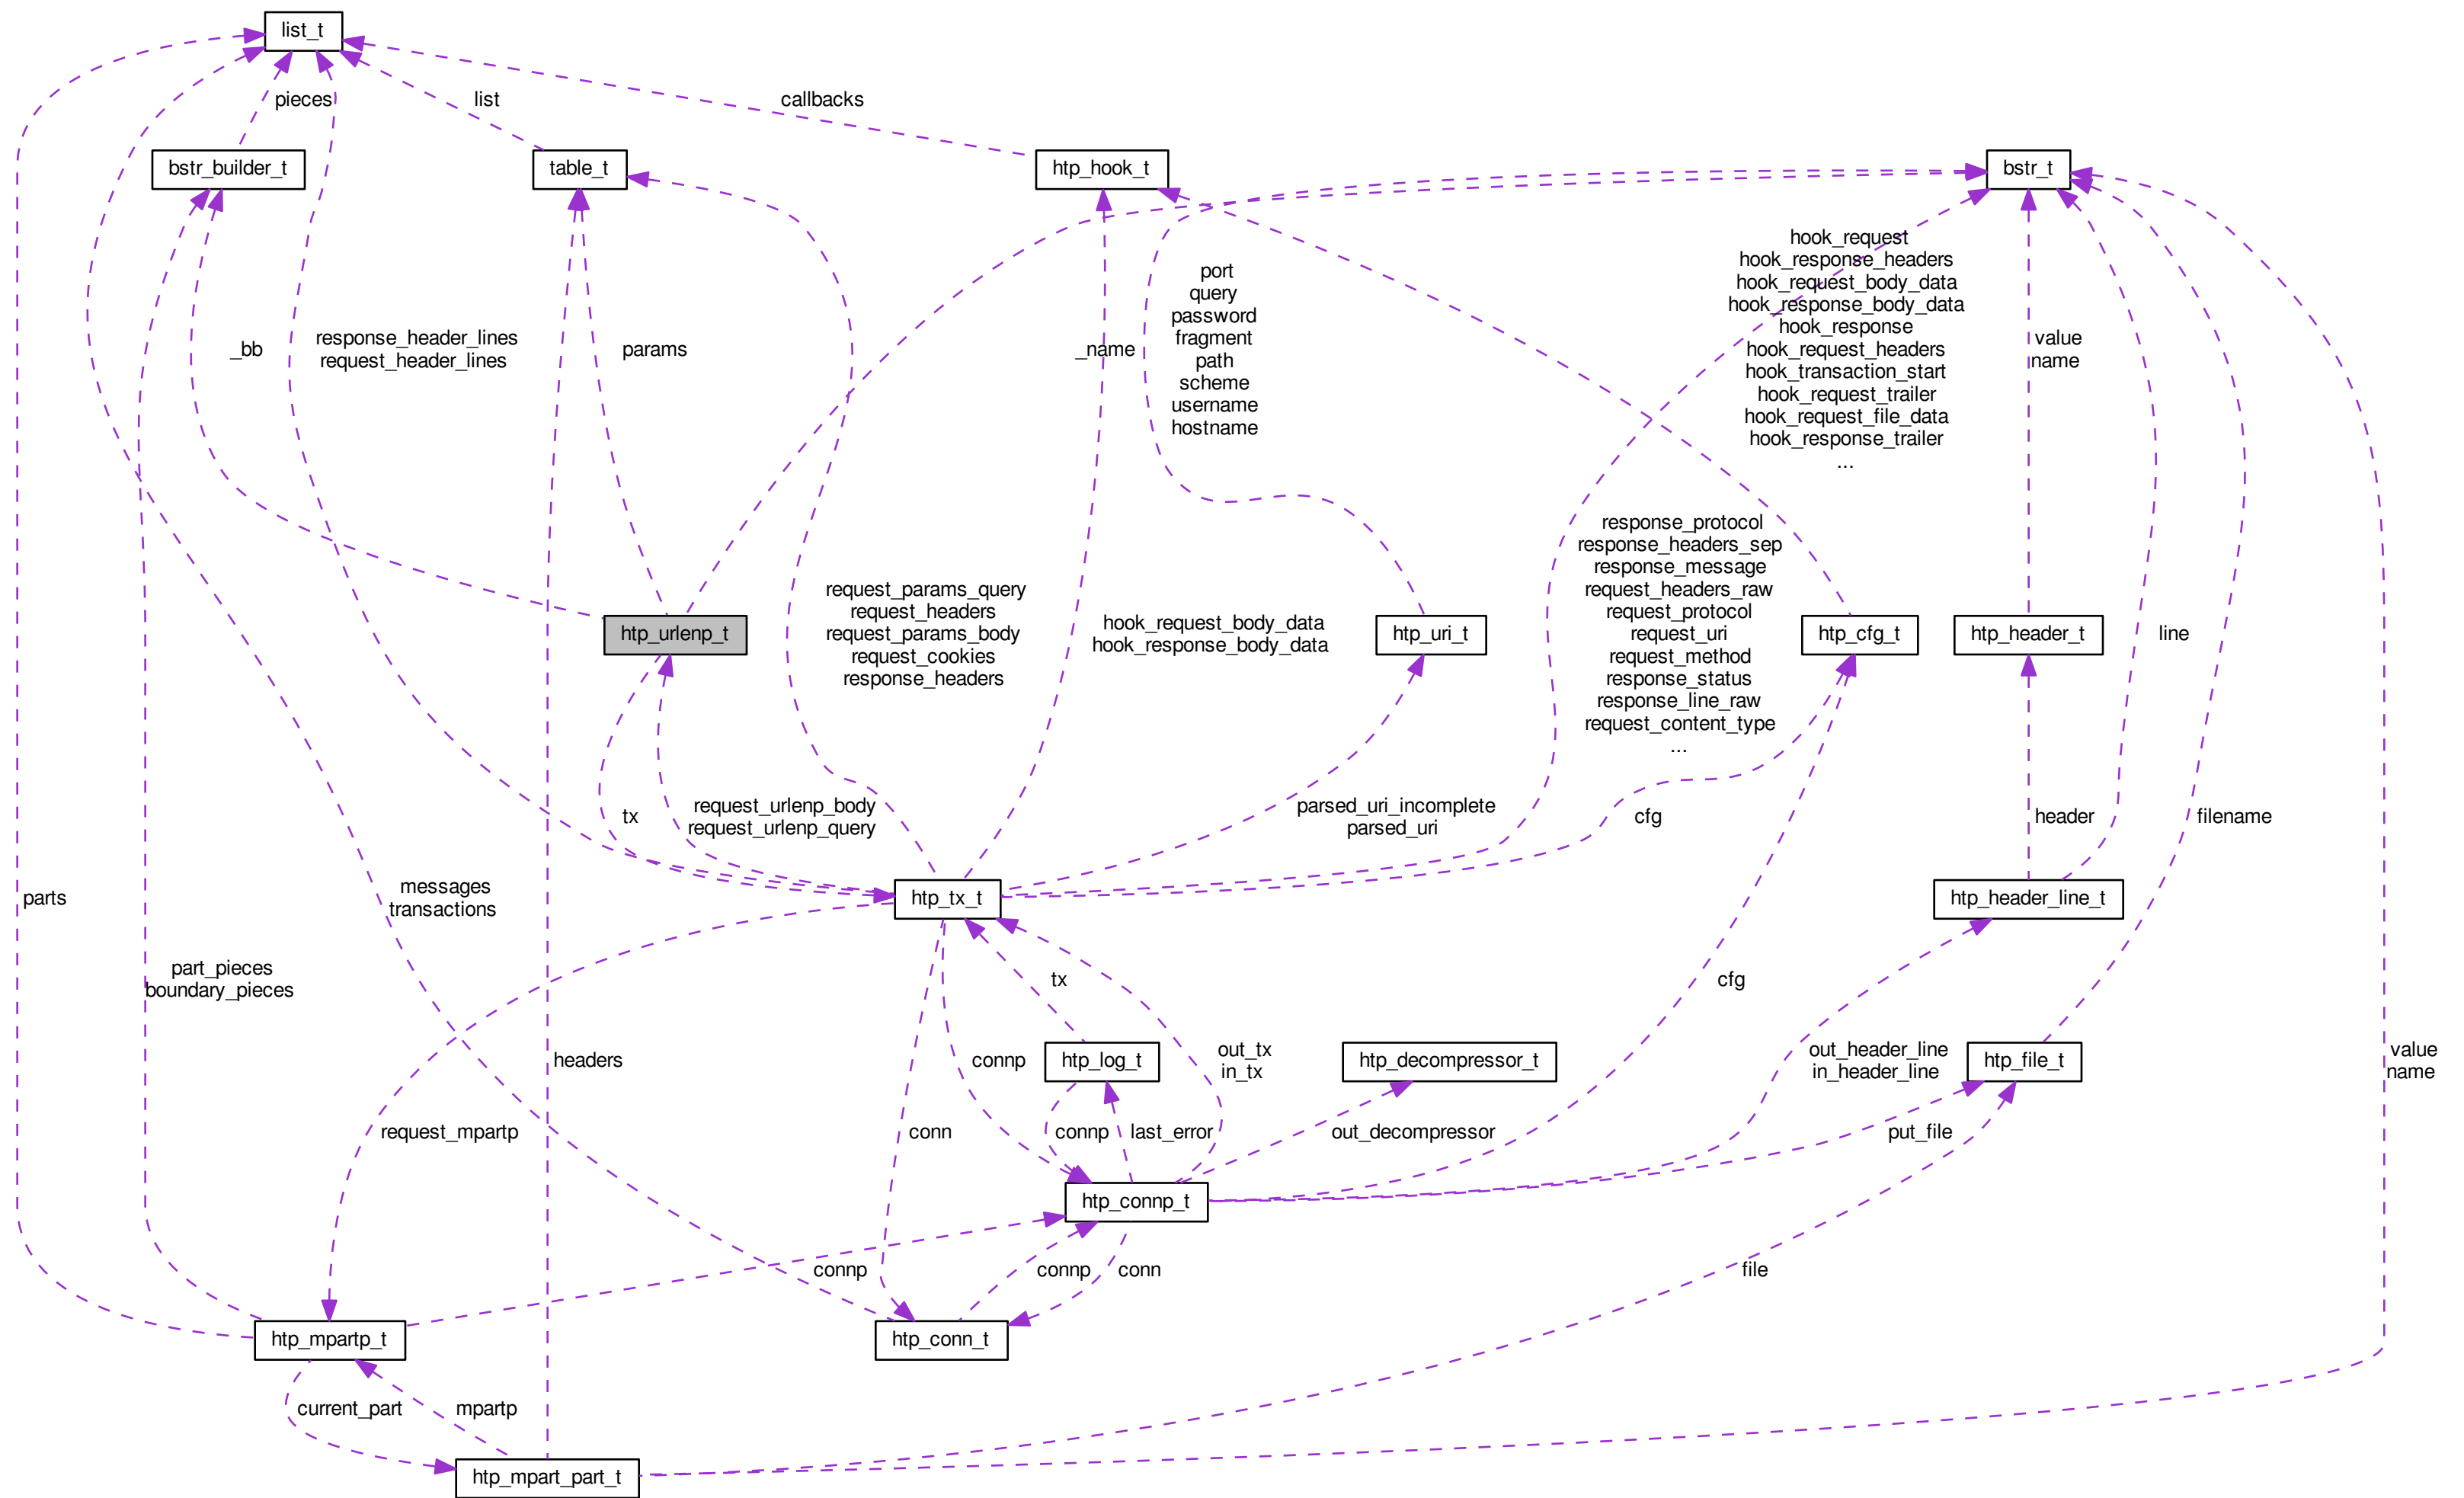 list_t
pieces
list
callbacks
bstr_builder_t
table_t
htp_hook_t
bstr_t
hook_request
hook_response_headers
hook_request_body_data
hook_response_body_data
hook_response
hook_request_headers
hook_transaction_start
hook_request_trailer
hook_request_file_data
hook_response_trailer
...
port
query
password
fragment
path
scheme
username
hostname
_bb
response_header_lines
request_header_lines
params
_name
value
name
response_protocol
response_headers_sep
response_message
request_headers_raw
request_protocol
request_uri
request_method
response_status
response_line_raw
request_content_type
...
request_params_query
request_headers
request_params_body
request_cookies
response_headers
hook_request_body_data
hook_response_body_data
htp_urlenp_t
htp_uri_t
htp_cfg_t
htp_header_t
line
tx
request_urlenp_body
request_urlenp_query
parsed_uri_incomplete
parsed_uri
cfg
header
filename
parts
messages
transactions
htp_tx_t
htp_header_line_t
part_pieces
boundary_pieces
tx
cfg
headers
connp
htp_log_t
out_tx
in_tx
htp_decompressor_t
out_header_line
in_header_line
htp_file_t
value
name
request_mpartp
conn
connp
last_error
out_decompressor
put_file
htp_connp_t
connp
connp
conn
file
htp_mpartp_t
htp_conn_t
current_part
mpartp
htp_mpart_part_t